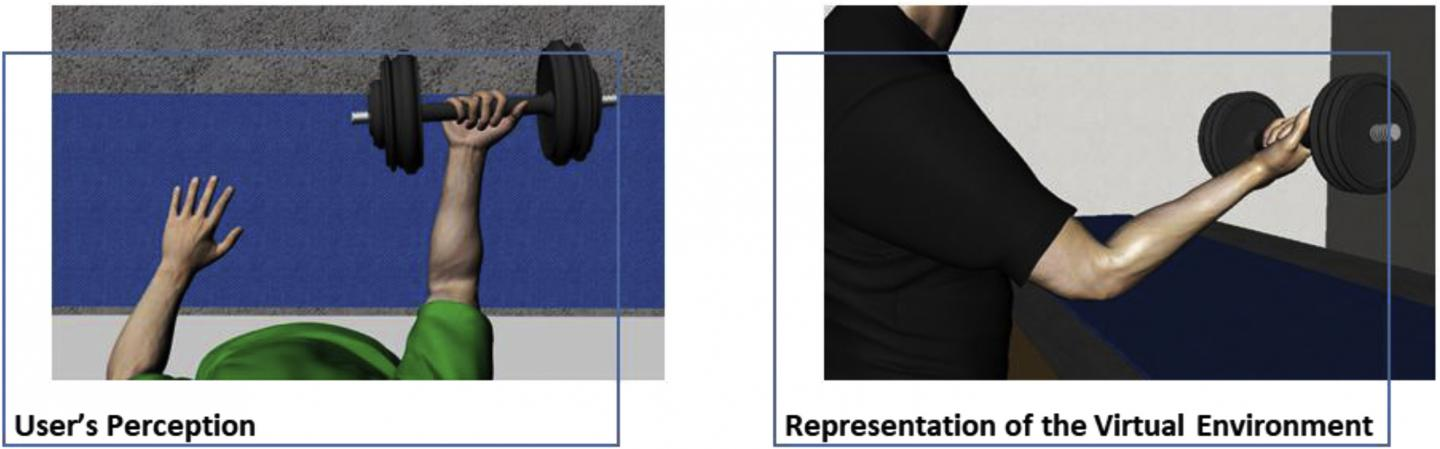 User's Perception
Representation of the Virtual Environment